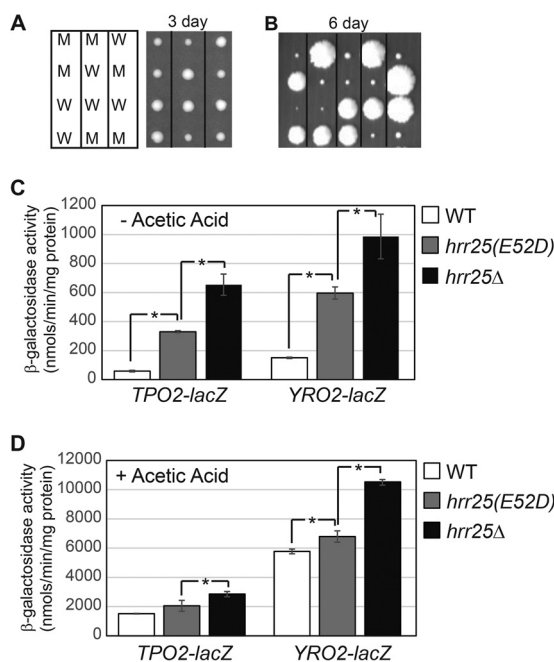 A
3 day
B
6 day
M M W
M W M
W W W
W M M
C
1200
1000
800
600
400
200
0
β-galactosidase activity
(nmols/min/mg protein)
- Acetic Acid
*
*
*
*
TPO2-lacZ
YRO2-lacZ
WT
hrr25(E52D)
hrr25Δ
D
12000
10000
8000
6000
4000
2000
0
β-galactosidase activity
(nmols/min/mg protein)
+ Acetic Acid
*
*
*
TPO2-lacZ
YRO2-lacZ
WT
hrr25(E52D)
hrr25Δ